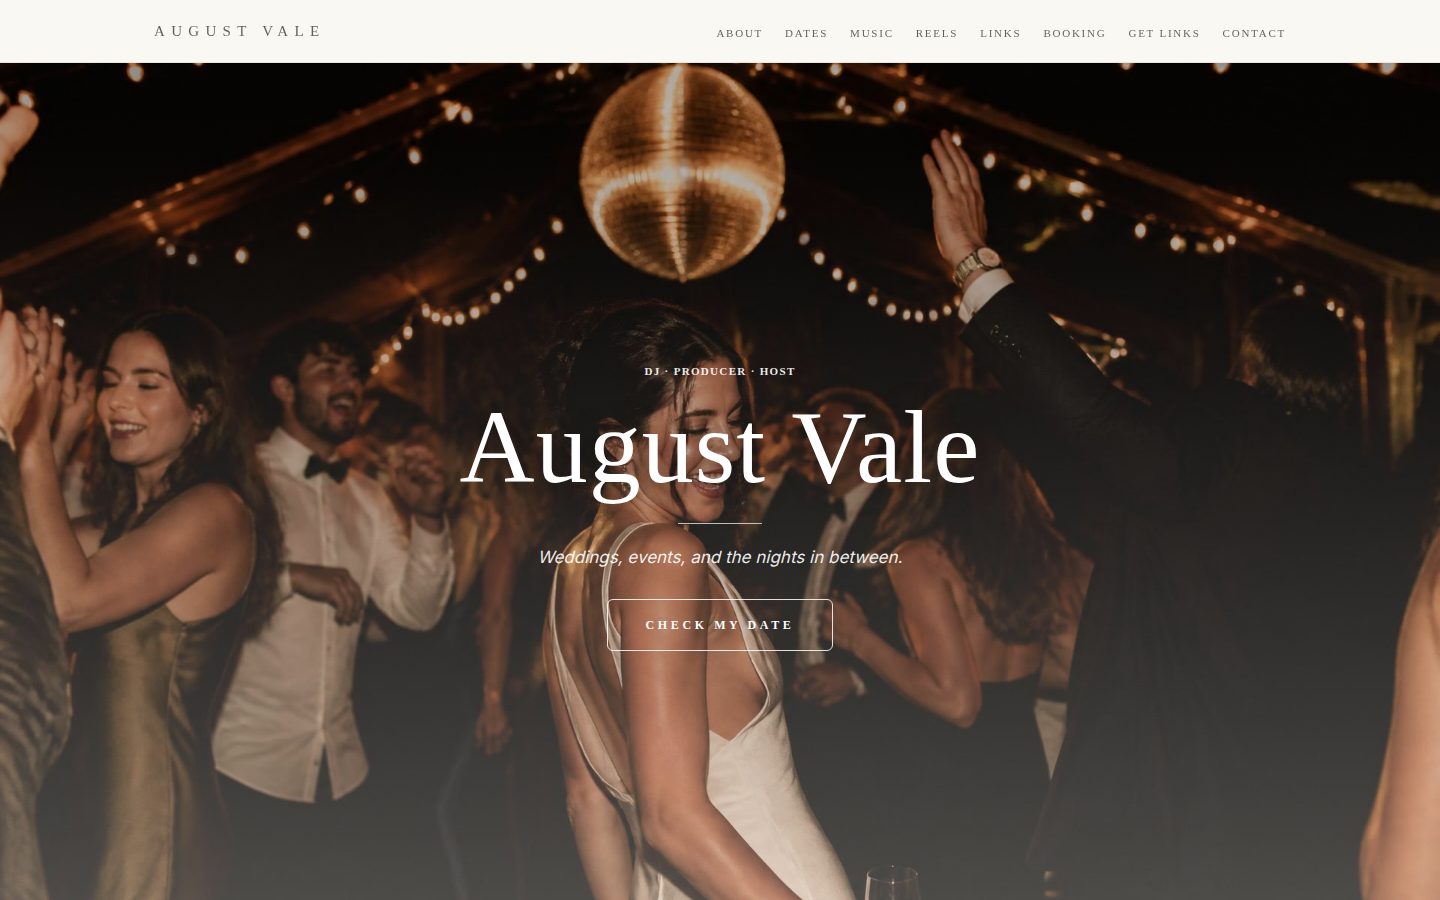 AUGUST VALE
ABOUT DATES MUSIC REELS LINKS BOOKING GET LINKS CONTACT
DJ · PRODUCER · HOST
August Vale
Weddings, events, and the nights in between.
CHECK MY DATE